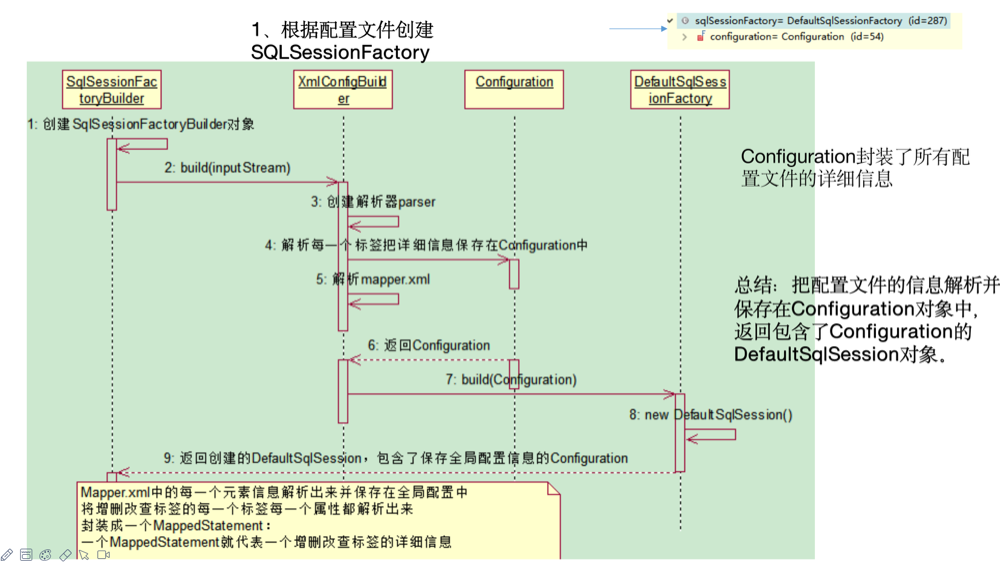 1、根据配置文件创建
SQLSessionFactory
sqlSessionFactory= DefaultSqlSessionFactory (id=287)
configuration= Configuration (id=54)
SqlSessionFac
toryBuilder
XmlConfigBuild
er
Configuration
DefaultSqlSess
ionFactory
1: 创建SqlSessionFactoryBuilder对象
2: build(inputStream)
3: 创建解析器parser
4: 解析每一个标签把详细信息保存在Configuration中
5: 解析mapper.xml
6: 返回Configuration
7: build(Configuration)
8: new DefaultSqlSession()
9: 返回创建的DefaultSqlSession，包含了保存全局配置信息的Configuration
Mapper.xml中的每一个元素信息解析出来并保存在全局配置中
将增删改查标签的每一个标签每一个属性都解析出来
封装成一个MappedStatement：
一个MappedStatement就代表一个增删改查标签的详细信息
Configuration封装了所有配
置文件的详细信息
总结：把配置文件的信息解析并
保存在Configuration对象中，
返回包含了Configuration的
DefaultSqlSession对象。